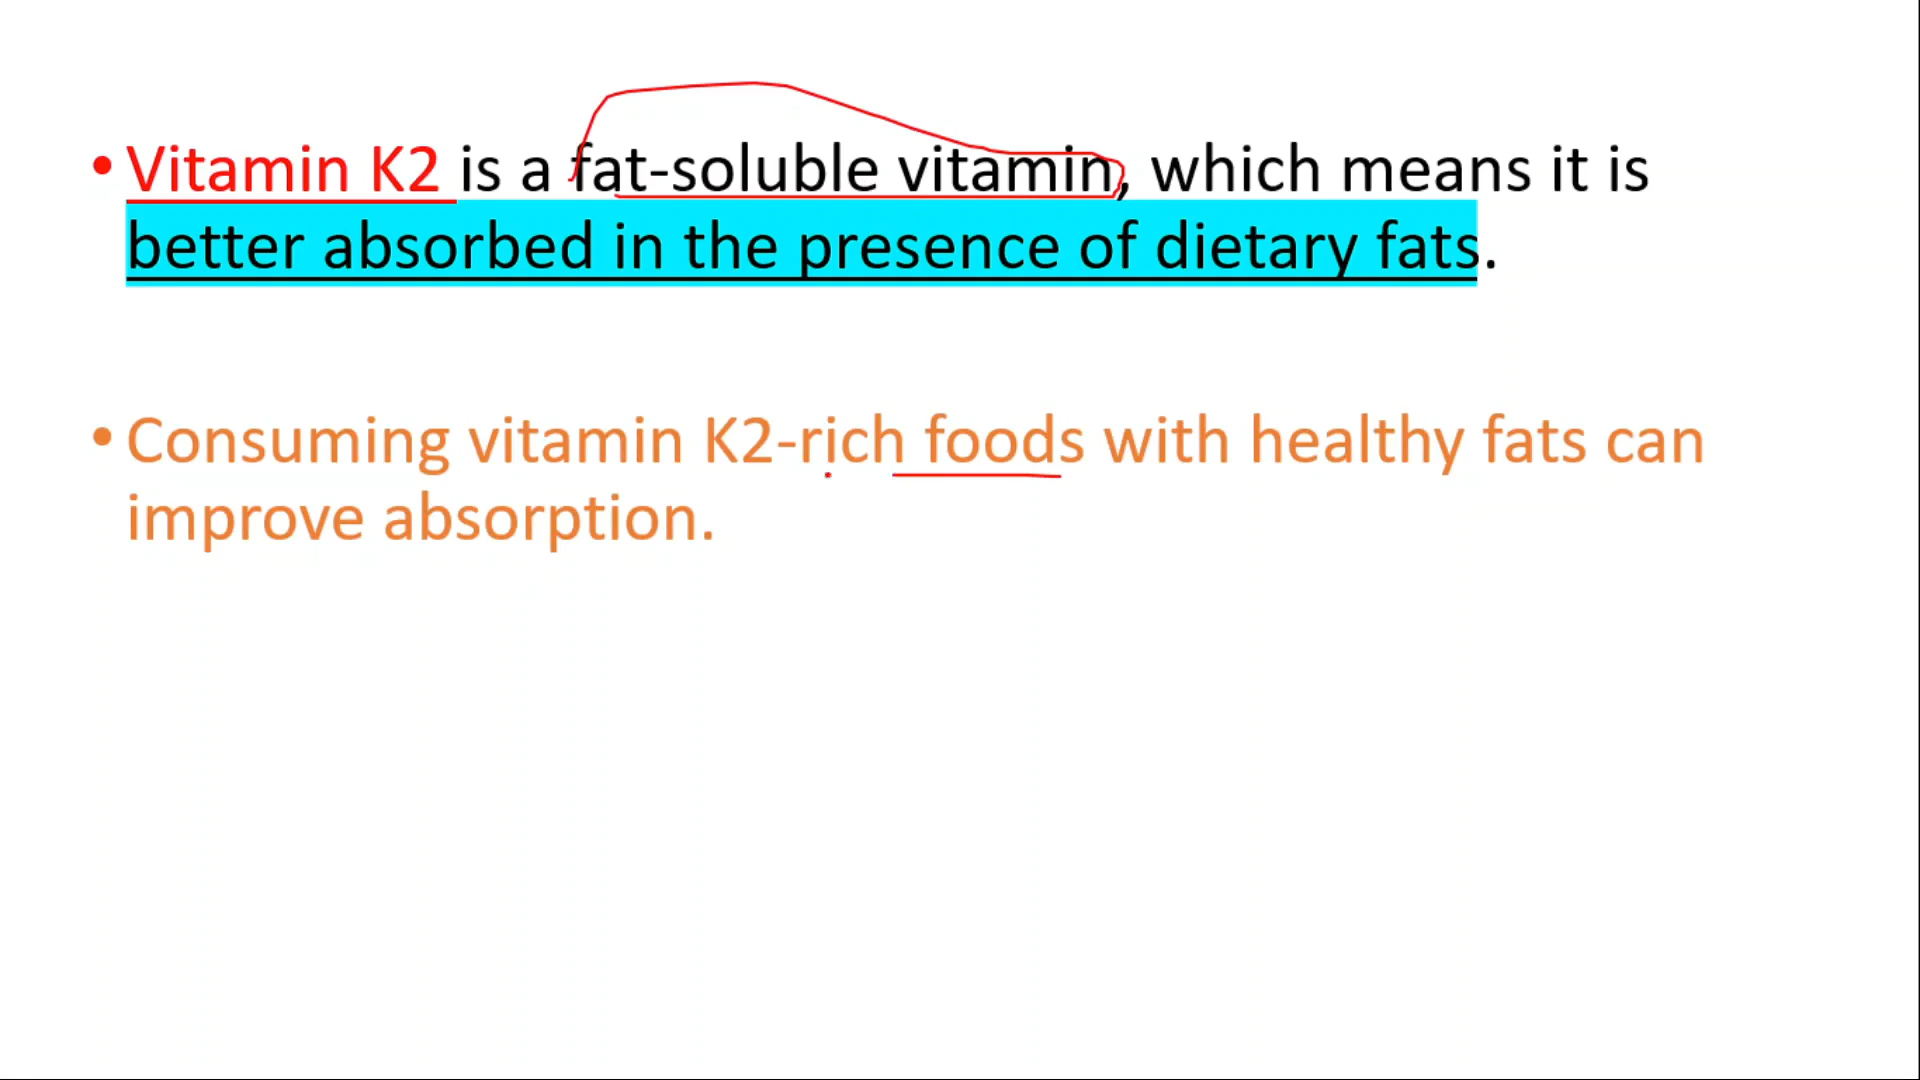 • Vitamin K2 is a fat-soluble vitamin, which means it is
better absorbed in the presence of dietary fats.
• Consuming vitamin K2-rich foods with healthy fats can
improve absorption.